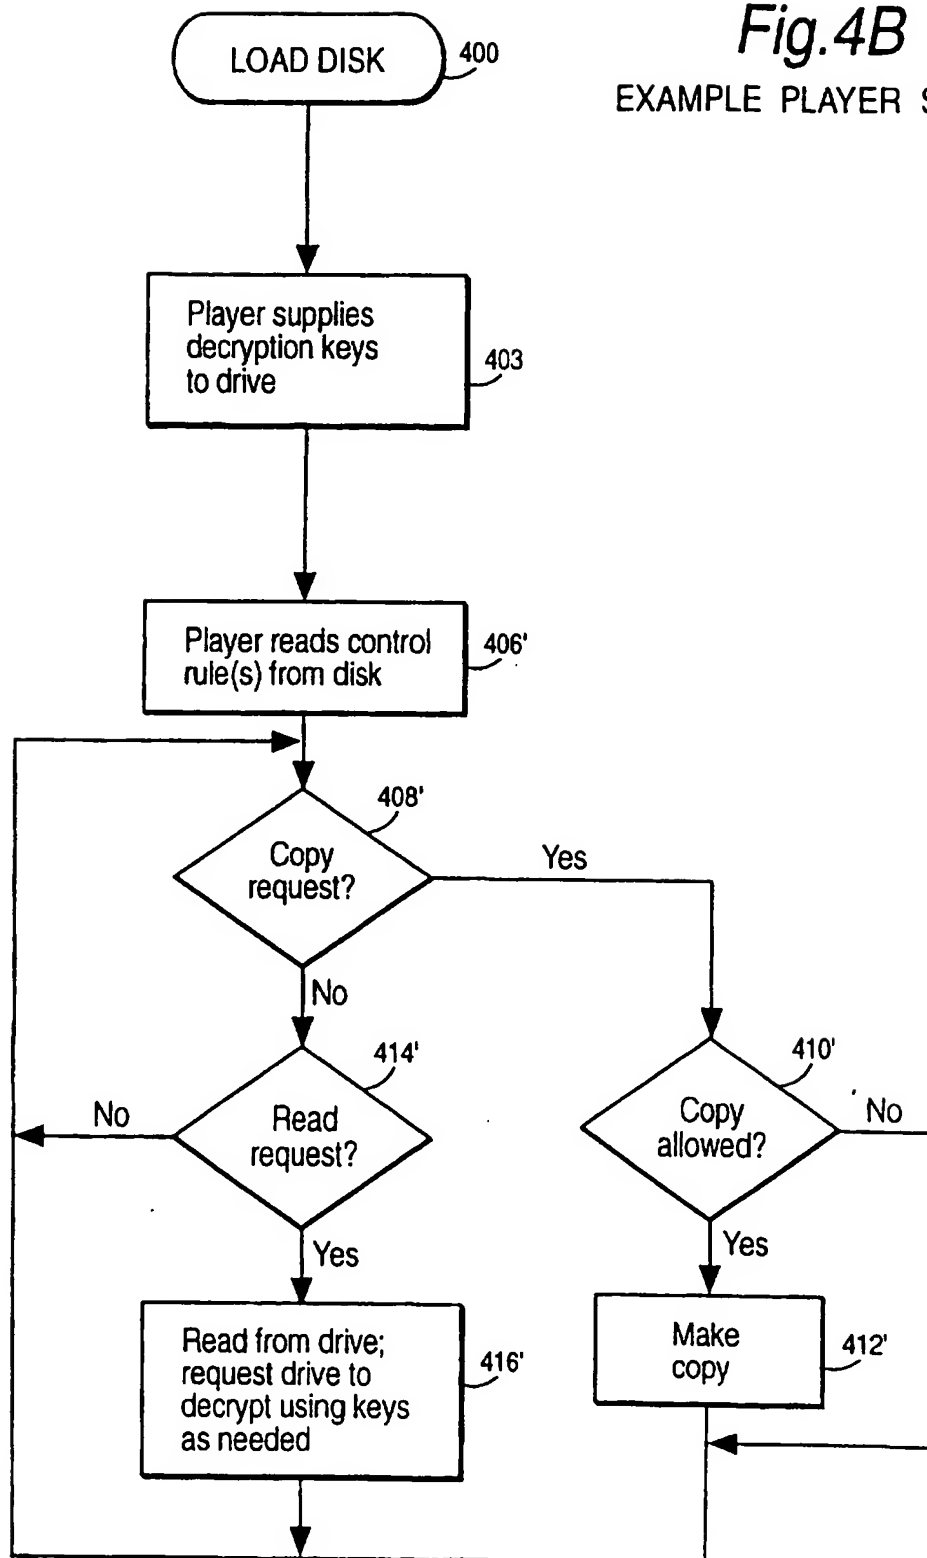 Fig.4B
EXAMPLE PLAYER
LOAD DISK
400
Player supplies
decryption keys
to drive
403
Player reads control
rule(s) from disk
406'
408'
Copy
request?
Yes
No
414'
Read
request?
No
Yes
410'
Copy
allowed?
No
Yes
Read from drive;
request drive to
decrypt using keys
as needed
416'
Make
copy
412'